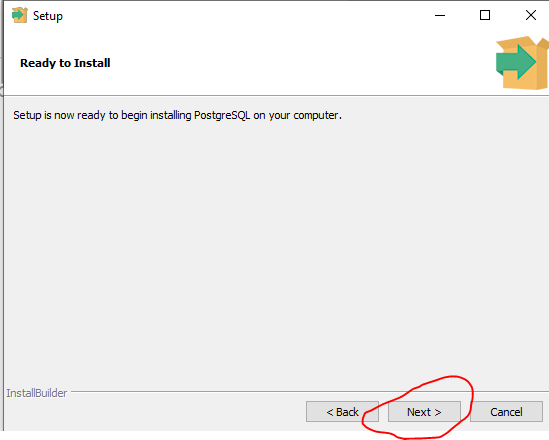 Setup
Ready to Install
Setup is now ready to begin installing PostgreSQL on your computer.
InstallBuilder
< Back
Next >
Cancel